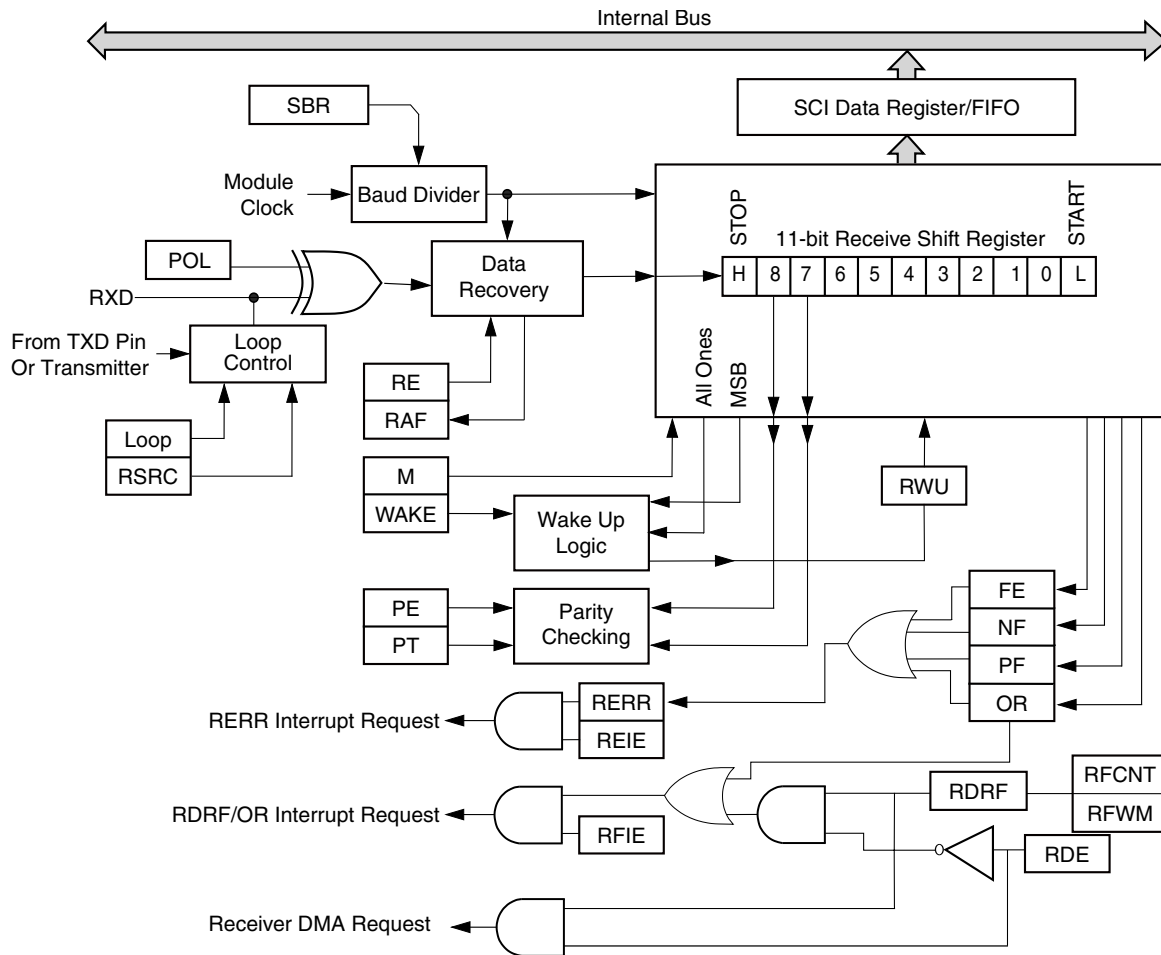 Internal Bus
SBR
SCI Data Register/FIFO
Module
Clock
Baud Divider
STOP
START
11-bit Receive Shift Register
H 8 7 6 5 4 3 2 1 0 L
POL
RXD
Data
Recovery
From TXD Pin
Or Transmitter
Loop
Control
All Ones
MSB
RE
RAF
Loop
RSRC
M
WAKE
RWU
Wake Up
Logic
PE
PT
Parity
Checking
FE
NF
PF
OR
RERR Interrupt Request
RERR
REIE
RDRF/OR Interrupt Request
RFIE
RDRF
RFCNT
RFWM
RDE
Receiver DMA Request